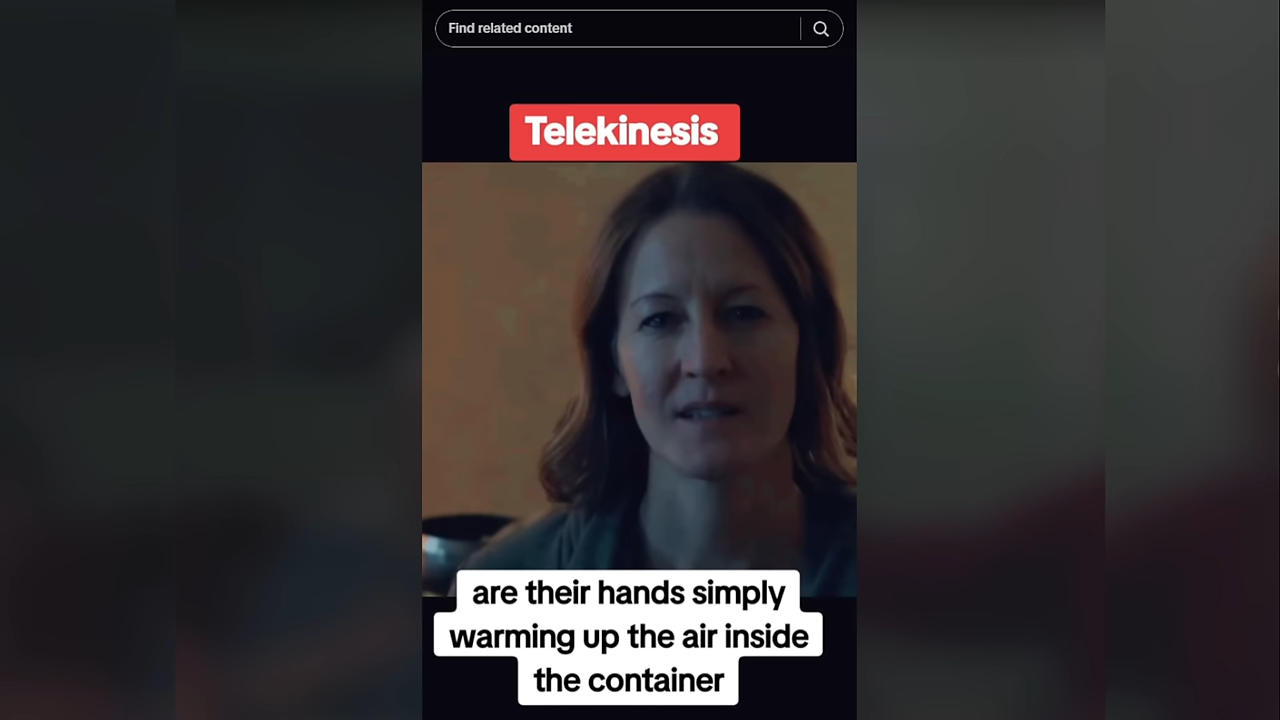 Find related content
Telekinesis
are their hands simply
warming up the air inside
the container